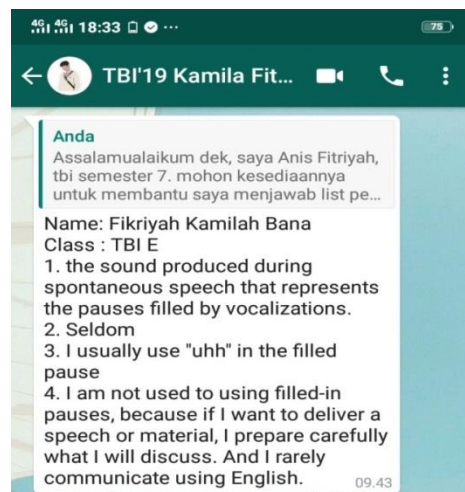 4G 4G 18:33 ...
75
TBI'19 Kamila Fit...
Anda
Assalamualaikum dek, saya Anis Fitriyah,
tbi semester 7. mohon kesediaannya
untuk membantu saya menjawab list pe...
Name: Fikriyah Kamilah Bana
Class : TBI E
1. the sound produced during
spontaneous speech that represents
the pauses filled by vocalizations.
2. Seldom
3. I usually use "uhh" in the filled
pause
4. I am not used to using filled-in
pauses, because if I want to deliver a
speech or material, I prepare carefully
what I will discuss. And I rarely
communicate using English.
09.43